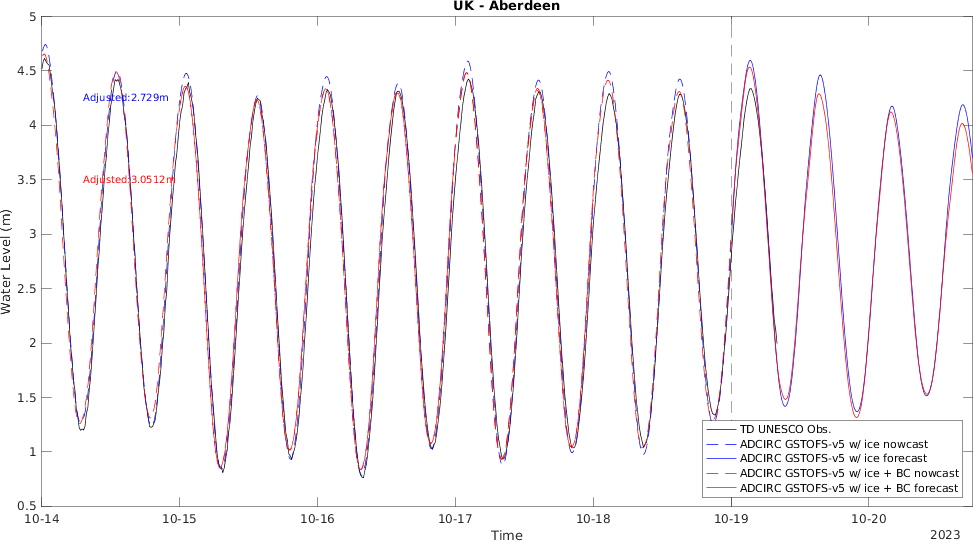 UK - Aberdeen
5
4.5
4
3.5
3
2.5
2
1.5
1
0.5
Water Level (m)
Adjusted:2.729m
Adjusted:3.0512m
TD UNESCO Obs.
ADCIRC GSTOFS-v5 w/ ice nowcast
ADCIRC GSTOFS-v5 w/ ice forecast
ADCIRC GSTOFS-v5 w/ ice + BC nowcast
ADCIRC GSTOFS-v5 w/ ice + BC forecast
10-14 10-15 10-16 10-17 10-18 10-19 10-20
Time
2023